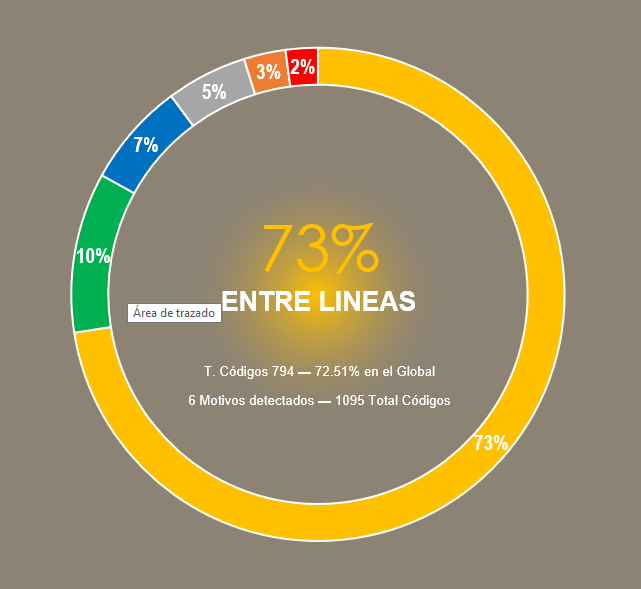 3%
2%
5%
7%
73%
10%
ENTRE LINEAS
Área de trazado
T. Códigos 794 — 72.51% en el Global
6 Motivos detectados — 1095 Total Códigos
73%